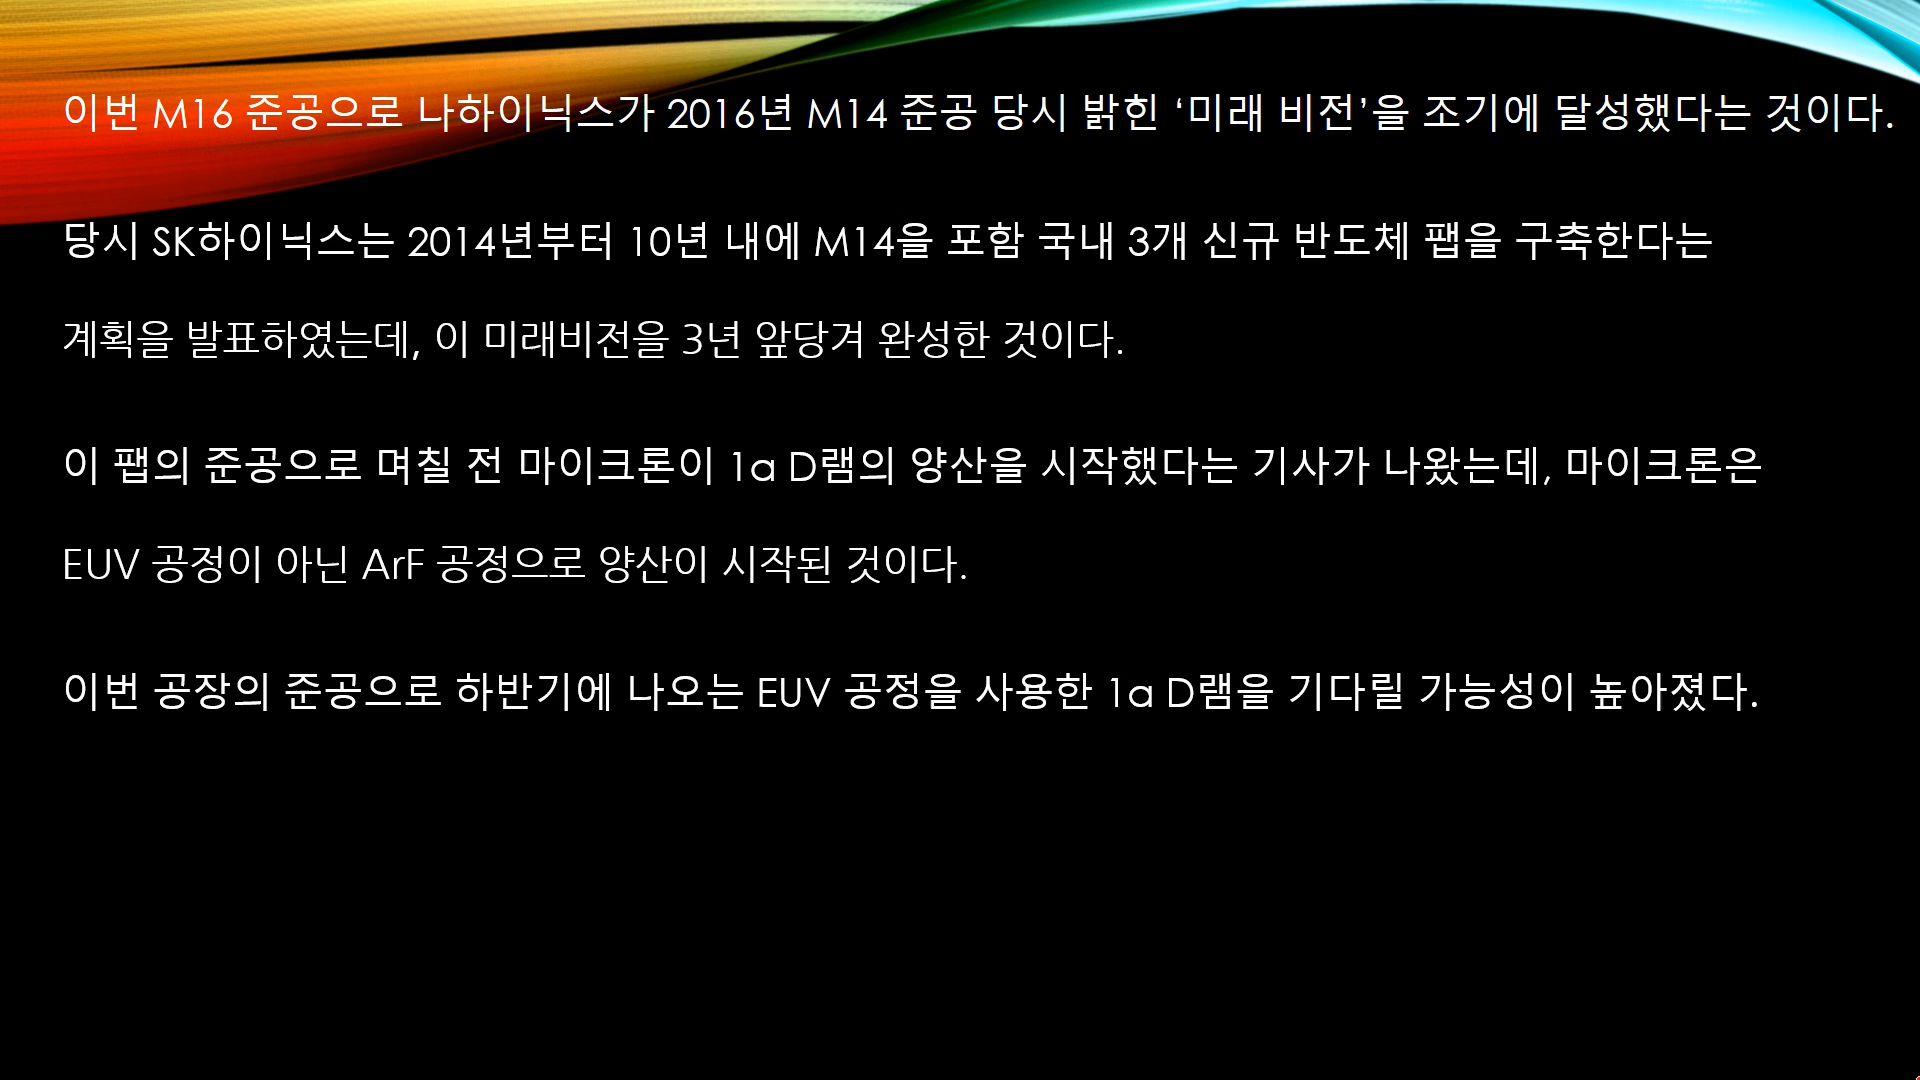 이번 M16 준공으로 나하이닉스가 2016년 M14 준공 당시 밝힌 ‘미래 비전’을 조기에 달성했다는 것이다.
당시 SK하이닉스는 2014년부터 10년 내에 M14을 포함 국내 3개 신규 반도체 팹을 구축한다는
계획을 발표하였는데, 이 미래비전을 3년 앞당겨 완성한 것이다.
이 팹의 준공으로 며칠 전 마이크론이 1a D램의 양산을 시작했다는 기사가 나왔는데, 마이크론은
EUV 공정이 아닌 ArF 공정으로 양산이 시작된 것이다.
이번 공장의 준공으로 하반기에 나오는 EUV 공정을 사용한 1a D램을 기다릴 가능성이 높아졌다.